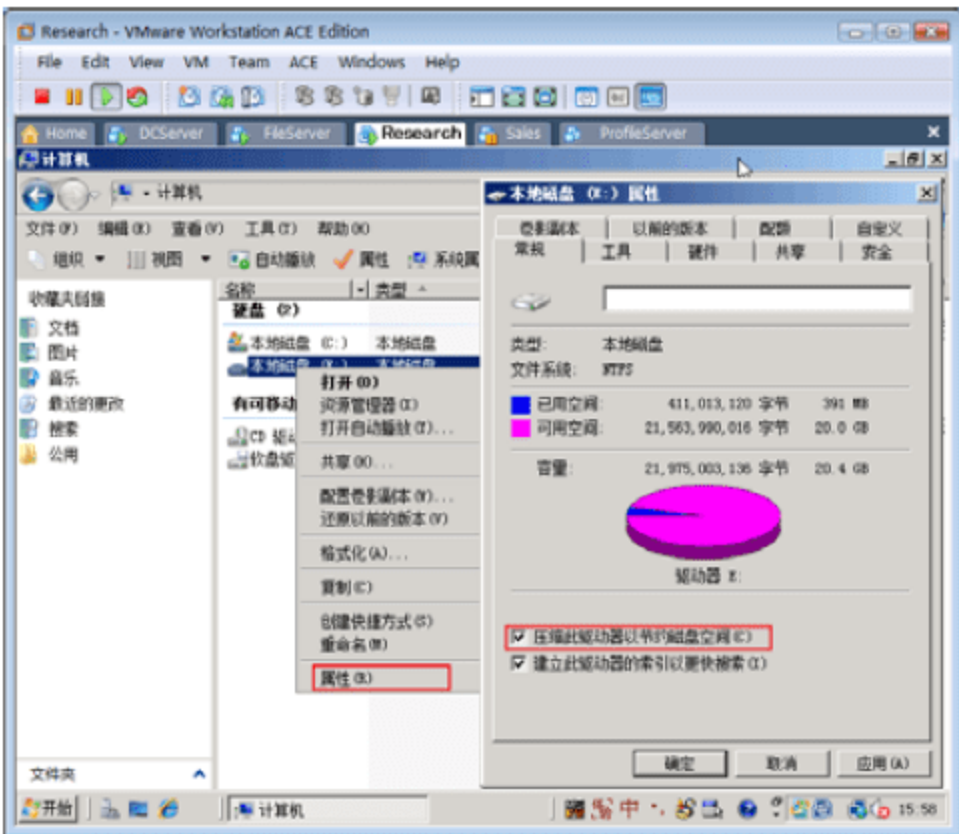 Research - VMware Workstation ACE Edition
File Edit View VM Team ACE Windows Help
Home DCServer FileServer Research Sales ProfileServer
计算机
计算机
文件(F) 编辑(E) 查看(V) 工具(T) 帮助(H)
组织 视图 自动播放 属性 系统属
收藏夹链接
文档
图片
音乐
最近的更改
搜索
公用
文件夹
名称 类型
硬盘 (2)
本地磁盘 (C:) 本地磁盘
本地磁盘 (E:) 本地磁盘
有可移动
CD 驱动
软盘驱
打开(O)
资源管理器(X)
打开自动播放(T)...
共享(H)...
配置卷影副本(W)...
还原以前的版本(V)
格式化(A)...
复制(C)
创建快捷方式(S)
重命名(M)
属性(R)
本地磁盘 (E:) 属性
卷影副本 以前的版本 配额 自定义
常规 工具 硬件 共享 安全
类型: 本地磁盘
文件系统: NTFS
已用空间: 411,013,120 字节 391 MB
可用空间: 21,563,990,016 字节 20.0 GB
容量: 21,975,003,136 字节 20.4 GB
驱动器 E:
压缩此驱动器以节约磁盘空间(C)
建立此驱动器的索引以更快搜索(I)
确定 取消 应用(A)
开始 计算机 中 15:58